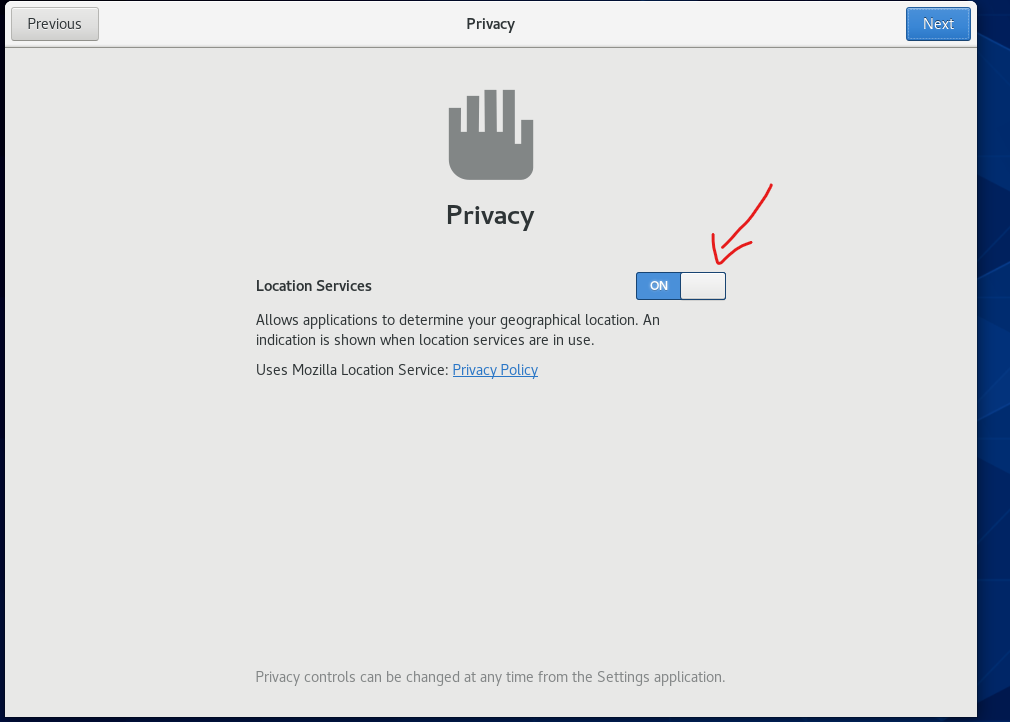 Previous
Privacy
Next
Privacy
Location Services
ON
Allows applications to determine your geographical location. An
indication is shown when location services are in use.
Uses Mozilla Location Service: Privacy Policy
Privacy controls can be changed at any time from the Settings application.